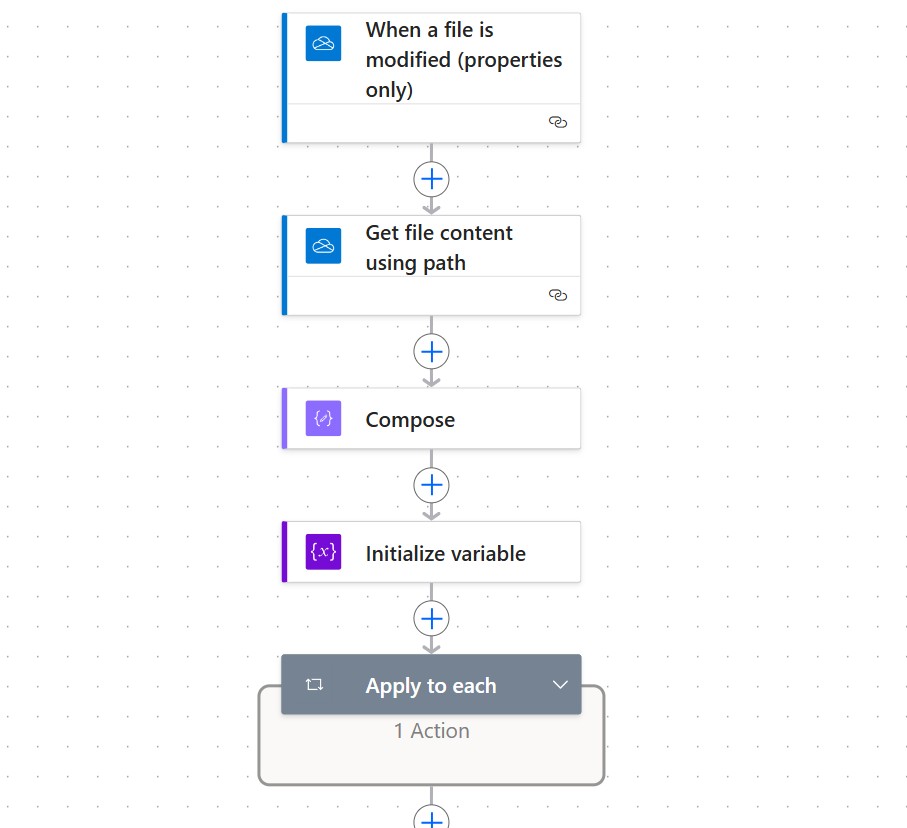 When a file is
modified (properties
only)
Get file content
using path
Compose
{x}
Initialize variable
Apply to each
1 Action